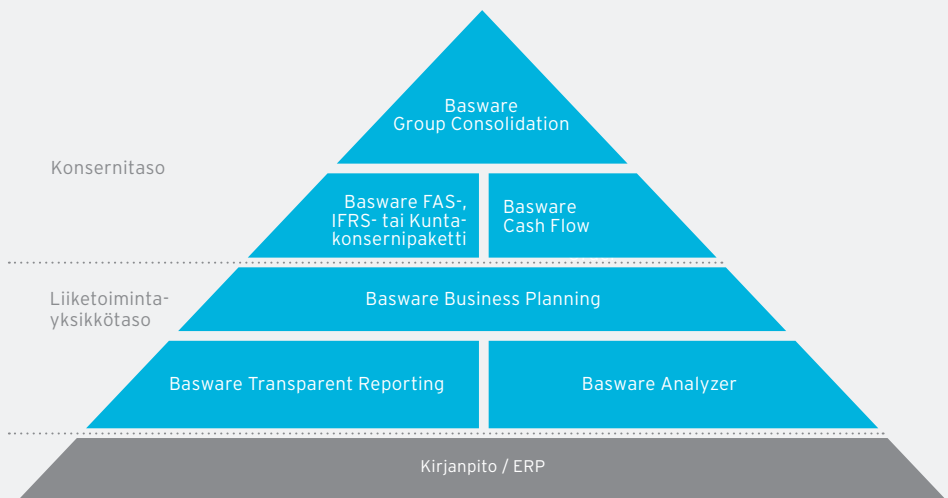 Basware
Group Consolidation
Konsernitaso
Basware FAS-,
IFRS- tai Kunta-
konsernipaketti
Basware
Cash Flow
Liiketoiminta-
yksikkötaso
Basware Business Planning
Basware Transparent Reporting
Basware Analyzer
Kirjanpito / ERP